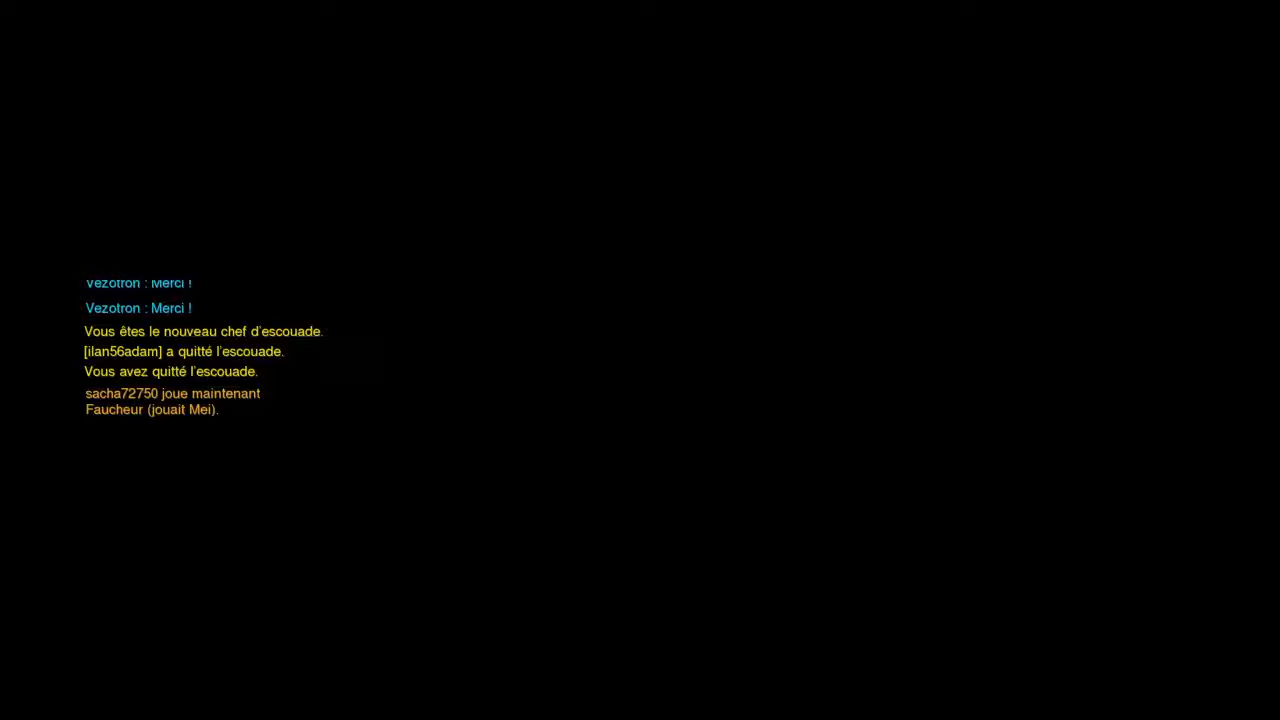 Vezotron : Merci !
Vezotron : Merci !
Vous êtes le nouveau chef d'escouade.
[ilan56adam] a quitté l'escouade.
Vous avez quitté l'escouade.
sacha72750 joue maintenant
Faucheur (jouait Mei).